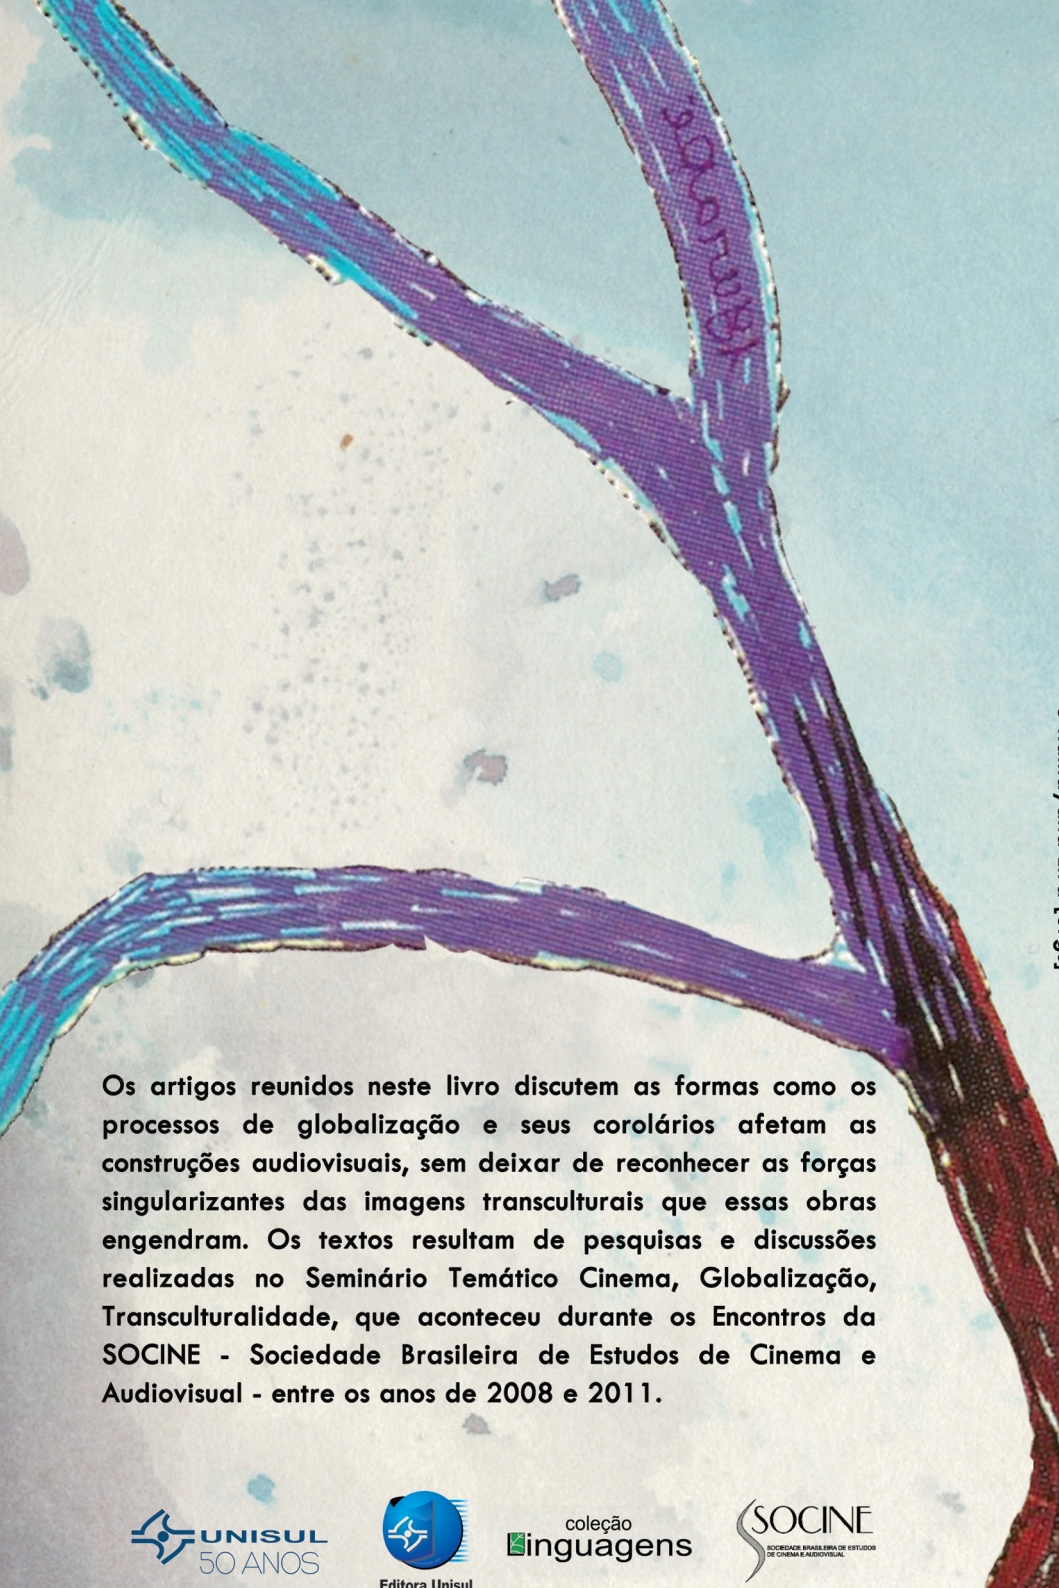 Os artigos reunidos neste livro discutem as formas como os
processos de globalização e seus corolários afetam as
construções audiovisuais, sem deixar de reconhecer as forças
singularizantes das imagens transculturais que essas obras
engendram. Os textos resultam de pesquisas e discussões
realizadas no Seminário Temático Cinema, Globalização,
Transculturalidade, que aconteceu durante os Encontros da
SOCINE - Sociedade Brasileira de Estudos de Cinema e
Audiovisual - entre os anos de 2008 e 2011.
UNISUL
50 ANOS
Editora Unisul
coleção
Linguagens
SOCINE
SOCIEDADE BRASILEIRA DE ESTUDOS
DE CINEMA E AUDIOVISUAL